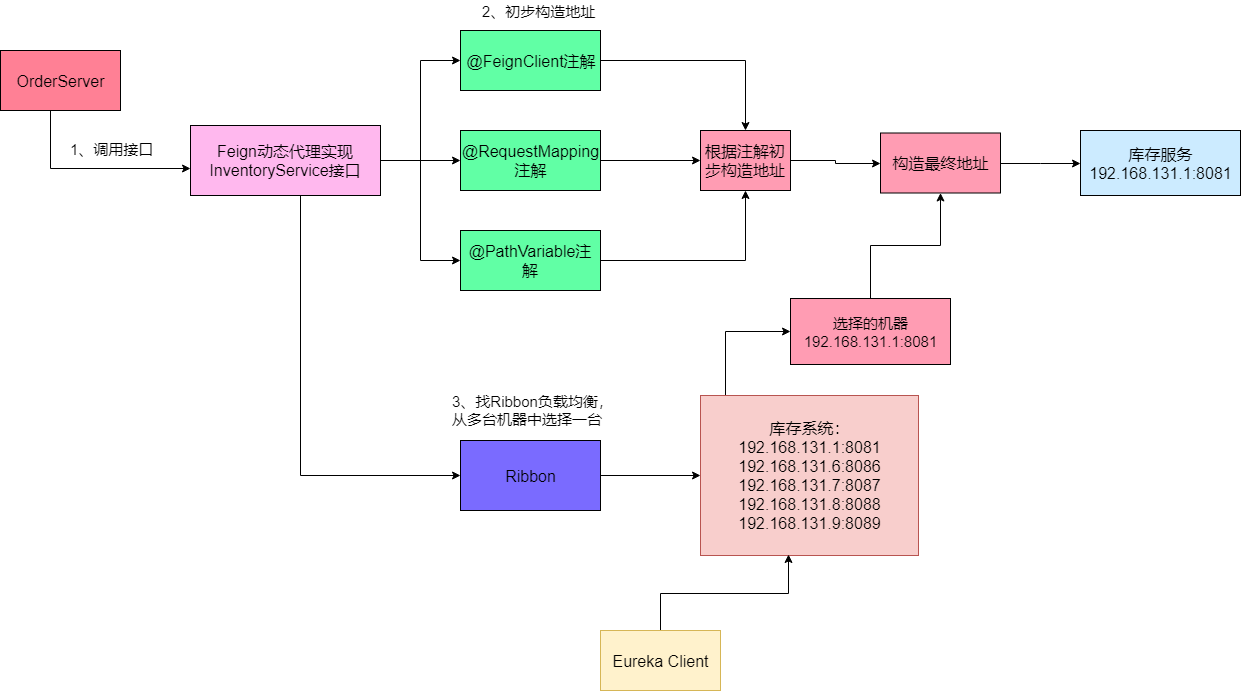 2、初步构造地址
OrderServer
@FeignClient注解
1、调用接口
Feign动态代理实现
InventoryService接口
@RequestMapping
注解
根据注解初
步构造地址
构造最终地址
库存服务
192.168.131.1:8081
@PathVariable注
解
选择的机器
192.168.131.1:8081
3、找Ribbon负载均衡，
从多台机器中选择一台
Ribbon
库存系统：
192.168.131.1:8081
192.168.131.6:8086
192.168.131.7:8087
192.168.131.8:8088
192.168.131.9:8089
Eureka Client